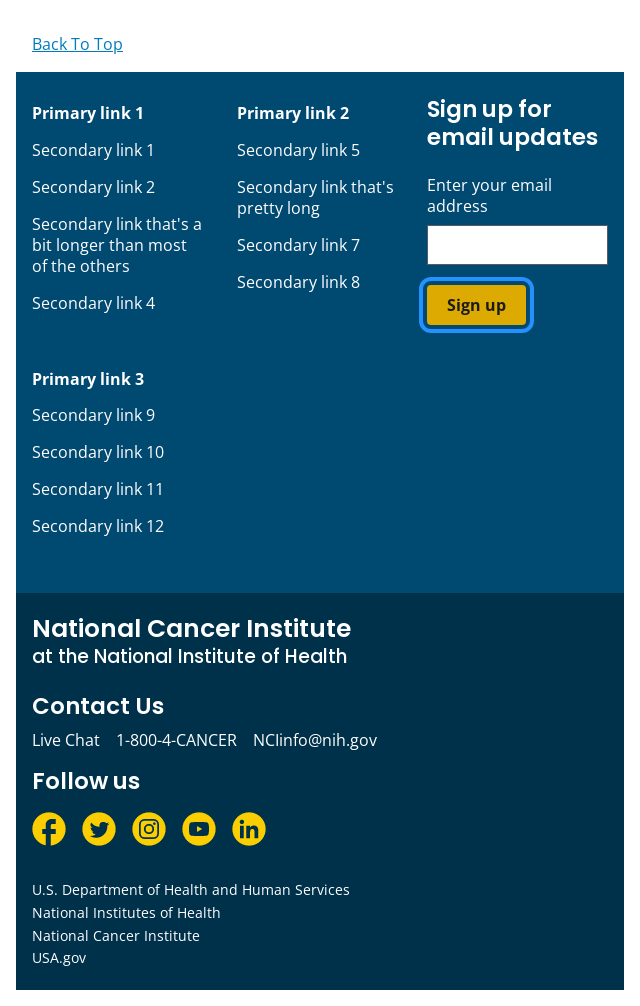 Back To Top
Primary link 1
Secondary link 1
Secondary link 2
Secondary link that's a
bit longer than most
of the others
Secondary link 4
Primary link 2
Secondary link 5
Secondary link that's
pretty long
Secondary link 7
Secondary link 8
Primary link 3
Secondary link 9
Secondary link 10
Secondary link 11
Secondary link 12
Sign up for
email updates
Enter your email
address
Sign up
National Cancer Institute
at the National Institute of Health
Contact Us
Live Chat 1-800-4-CANCER NCIinfo@nih.gov
Follow us
U.S. Department of Health and Human Services
National Institutes of Health
National Cancer Institute
USA.gov